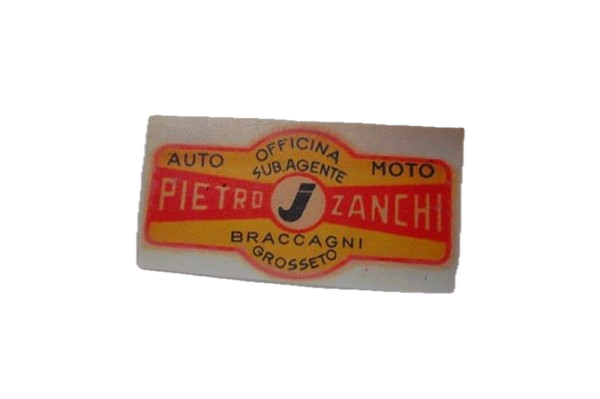 OFFICINA
AUTO SUB.AGENTE MOTO
PIETRO J ZANCHI
BRACCAGNI
GROSSETO